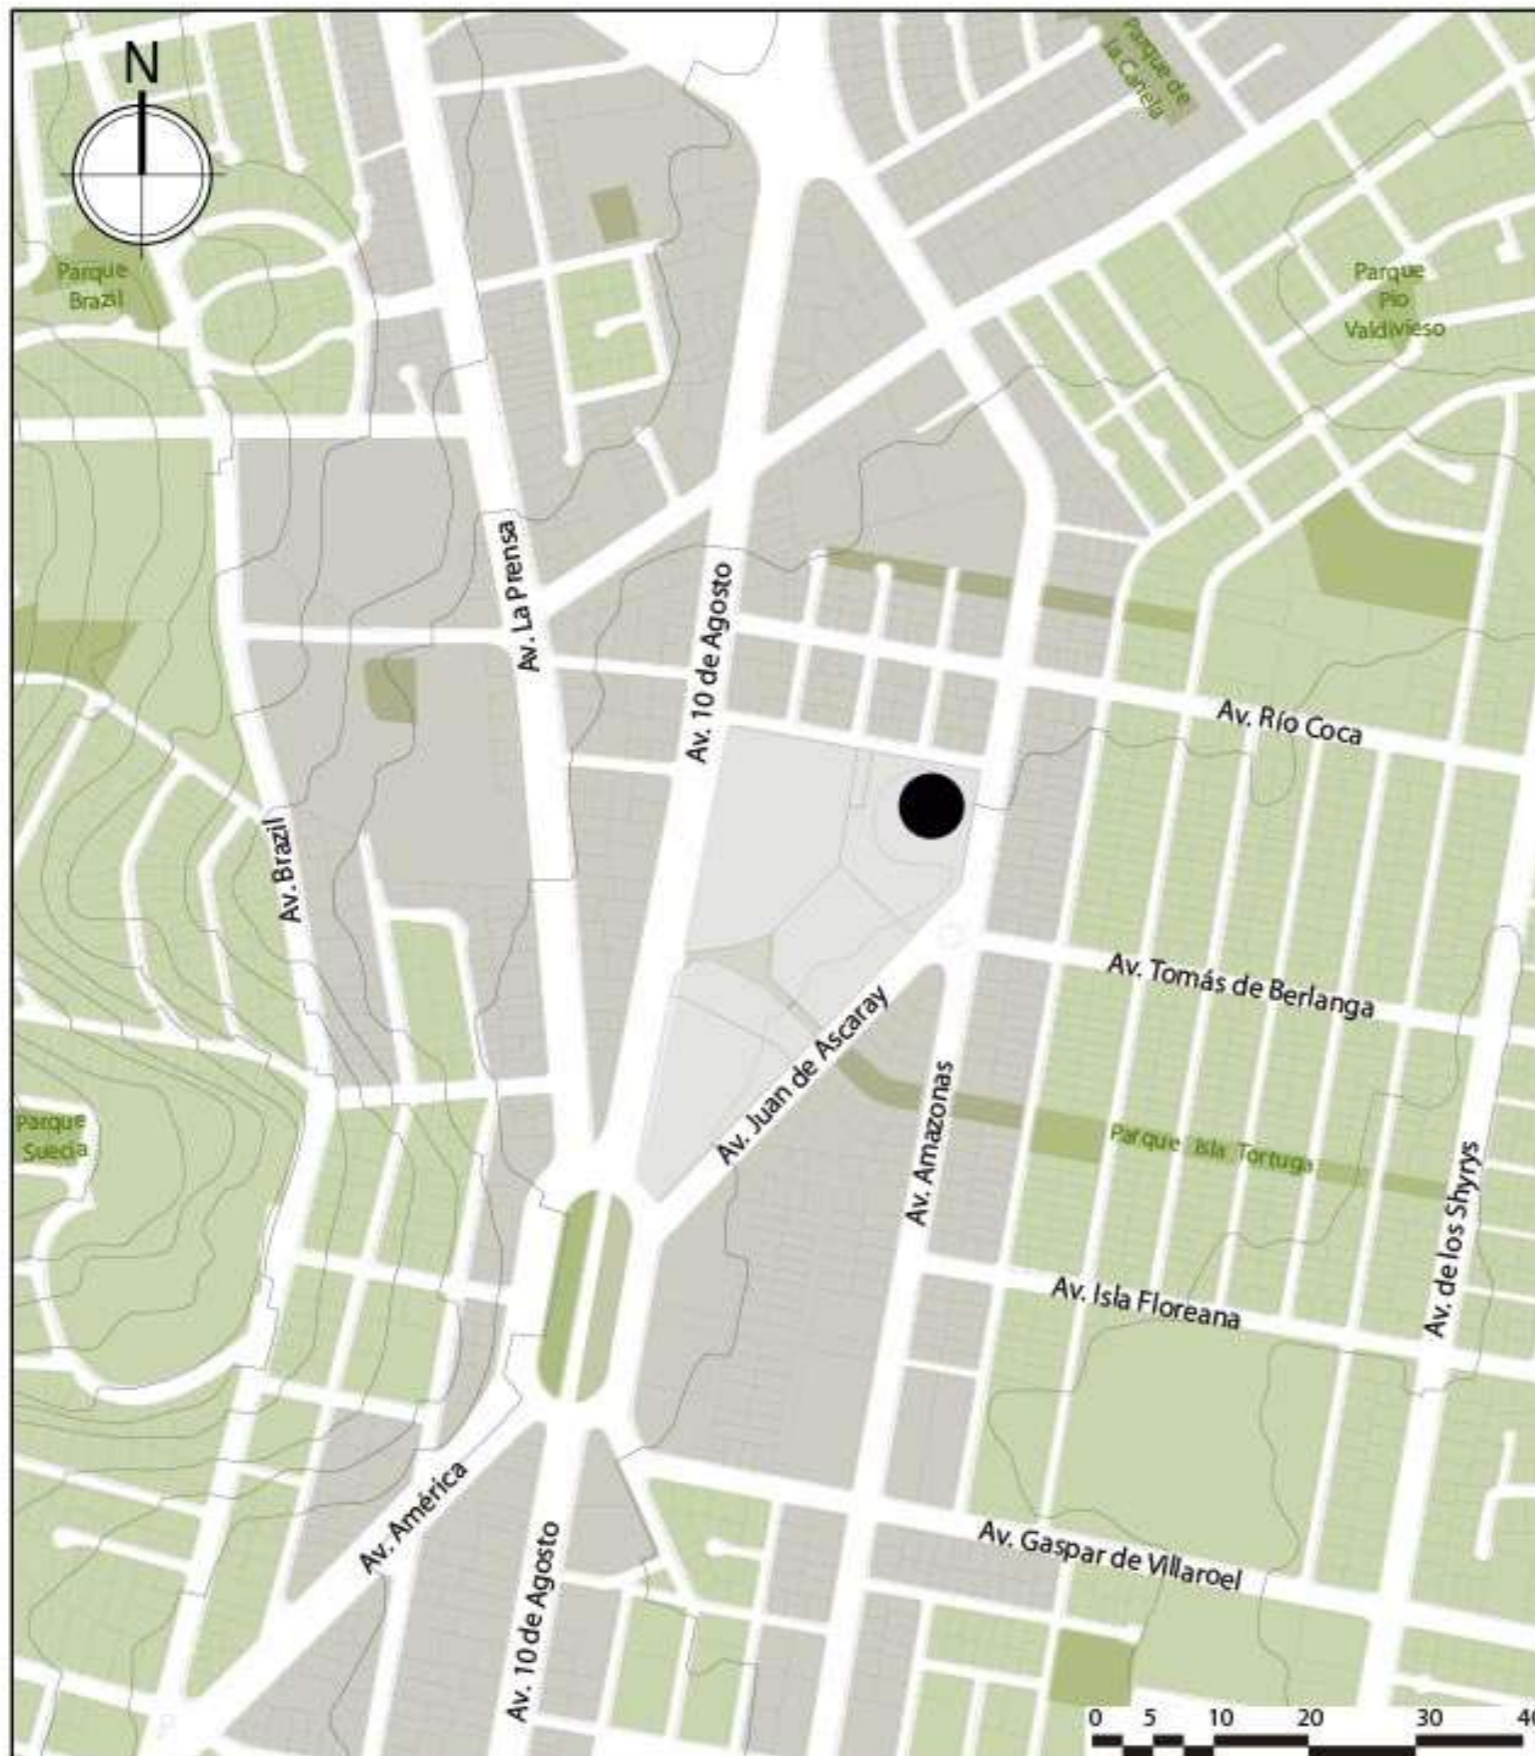 N
Parque de
la Canela
Parque
Brazil
Parque
Pío
Valdivieso
Av. La Prensa
Av. 10 de Agosto
Av. Río Coca
Av. Brazil
Av. Tomás de Berlanga
Av. Juan de Ascaray
Av. Amazonas
Parque
Suecia
Parque Isla Tortuga
Av. de los Shyrys
Av. Isla Floreana
Av. América
Av. 10 de Agosto
Av. Gaspar de Villaroel
0 5 10 20 30 40